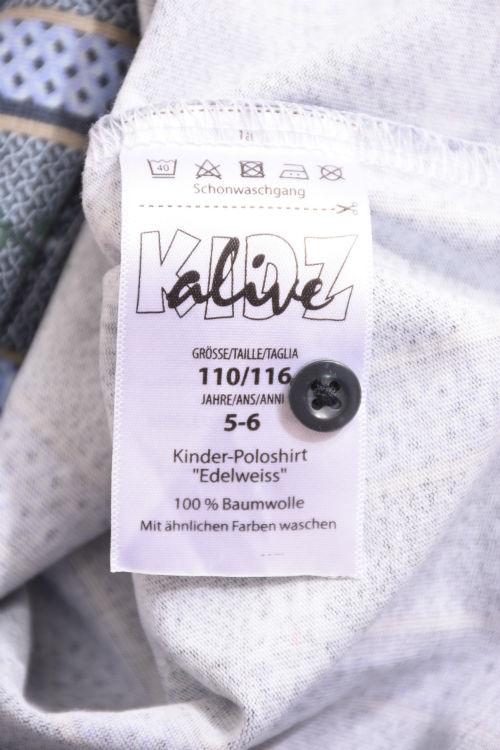 40
Schonwaschgang
KIDZ
alive
GRÖSSE/TAILLE/TAGLIA
110/116
JAHRE/ANS/ANNI
5-6
Kinder-Poloshirt
"Edelweiss"
100 % Baumwolle
Mit ähnlichen Farben waschen